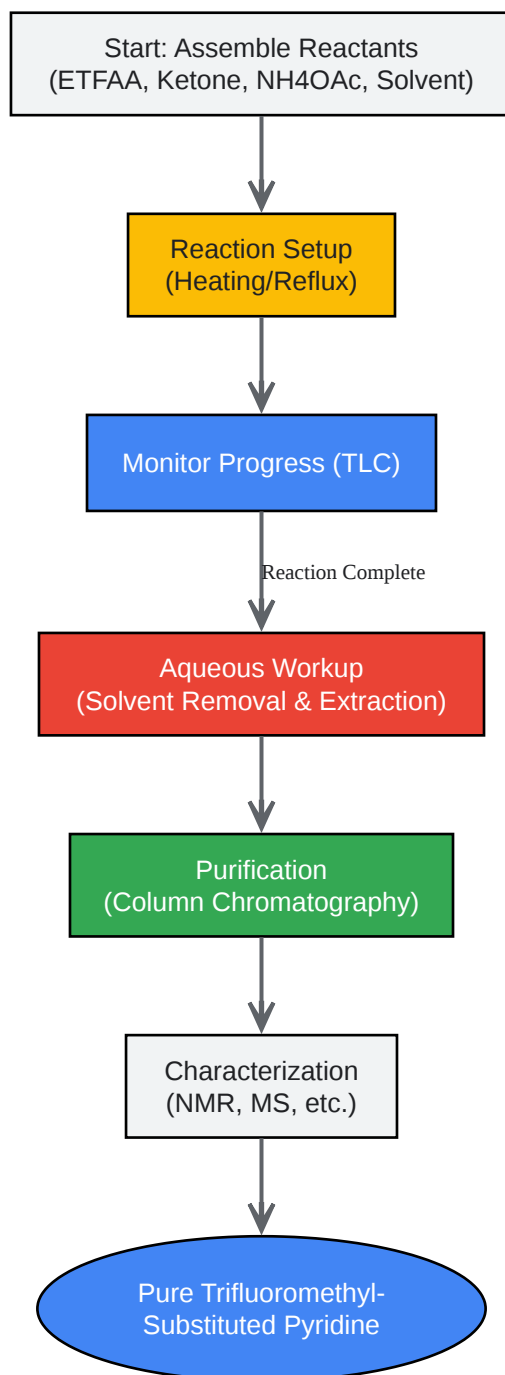 Start: Assemble Reactants
(ETFAA, Ketone, NH4OAc, Solvent)
Reaction Setup
(Heating/Reflux)
Monitor Progress (TLC)
Reaction Complete
Aqueous Workup
(Solvent Removal & Extraction)
Purification
(Column Chromatography)
Characterization
(NMR, MS, etc.)
Pure Trifluoromethyl-
Substituted Pyridine